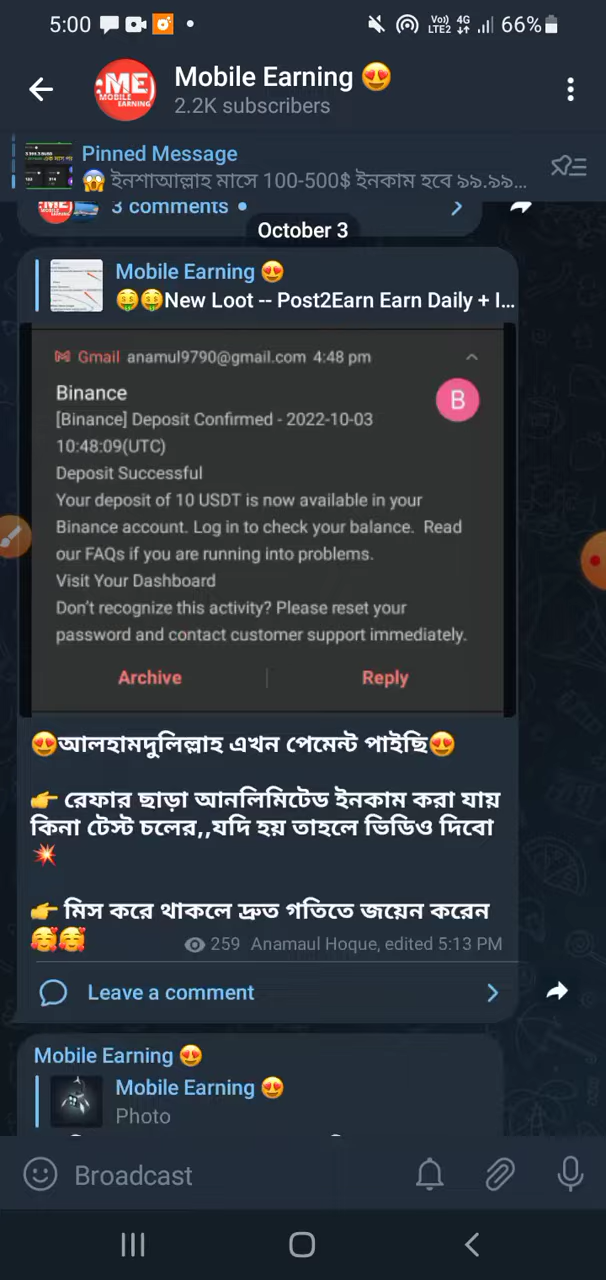 5:00
Vo)) 4G
LTE2
66%
:ME)
MOBILE
EARNING
Mobile Earning 😍
2.2K subscribers
Pinned Message
😱 ইনশাআল্লাহ মাসে 100-500$ ইনকাম হবে ৯৯.৯৯...
3 comments
October 3
Mobile Earning 😍
🤑🤑New Loot -- Post2Earn Earn Daily + I...
Gmail anamul9790@gmail.com 4:48 pm
Binance
B
[Binance] Deposit Confirmed - 2022-10-03
10:48:09(UTC)
Deposit Successful
Your deposit of 10 USDT is now available in your
Binance account. Log in to check your balance. Read
our FAQs if you are running into problems.
Visit Your Dashboard
Don't recognize this activity? Please reset your
password and contact customer support immediately.
Archive
Reply
😍আলহামদুলিল্লাহ এখন পেমেন্ট পাইছি😍
👉 রেফার ছাড়া আনলিমিটেড ইনকাম করা যায়
কিনা টেস্ট চলের,,যদি হয় তাহলে ভিডিও দিবো
💥
👉 মিস করে থাকলে দ্রুত গতিতে জয়েন করেন
🥰🥰
259 Anamaul Hoque, edited 5:13 PM
Leave a comment
Mobile Earning 😍
Mobile Earning 😍
Photo
Broadcast